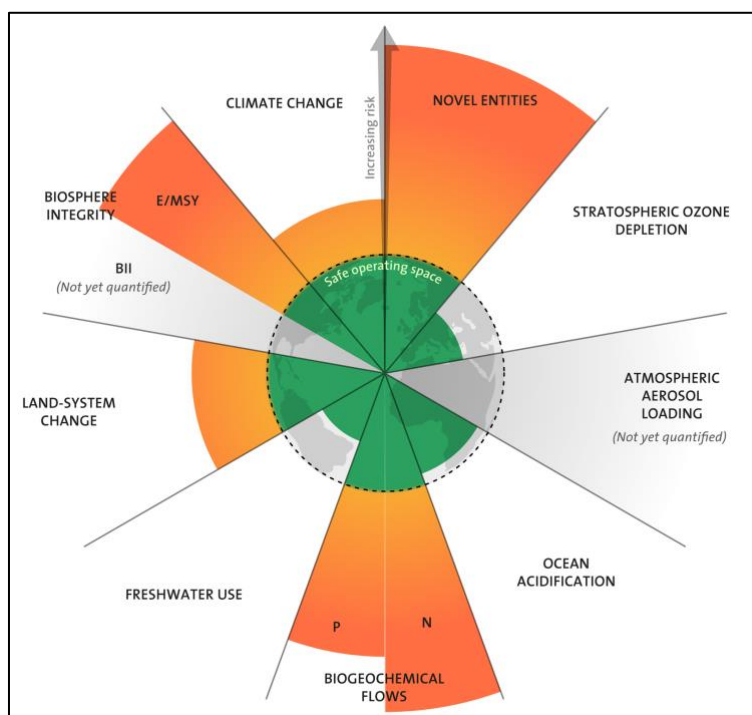 CLIMATE CHANGE
NOVEL ENTITIES
Increasing risk
BIOSPHERE
INTEGRITY
E/MSY
STRATOSPHERIC OZONE
DEPLETION
BII
(Not yet quantified)
Safe operating space
LAND-SYSTEM
CHANGE
ATMOSPHERIC
AEROSOL
LOADING
(Not yet quantified)
OCEAN
ACIDIFICATION
FRESHWATER USE
P
N
BIOGEOCHEMICAL
FLOWS